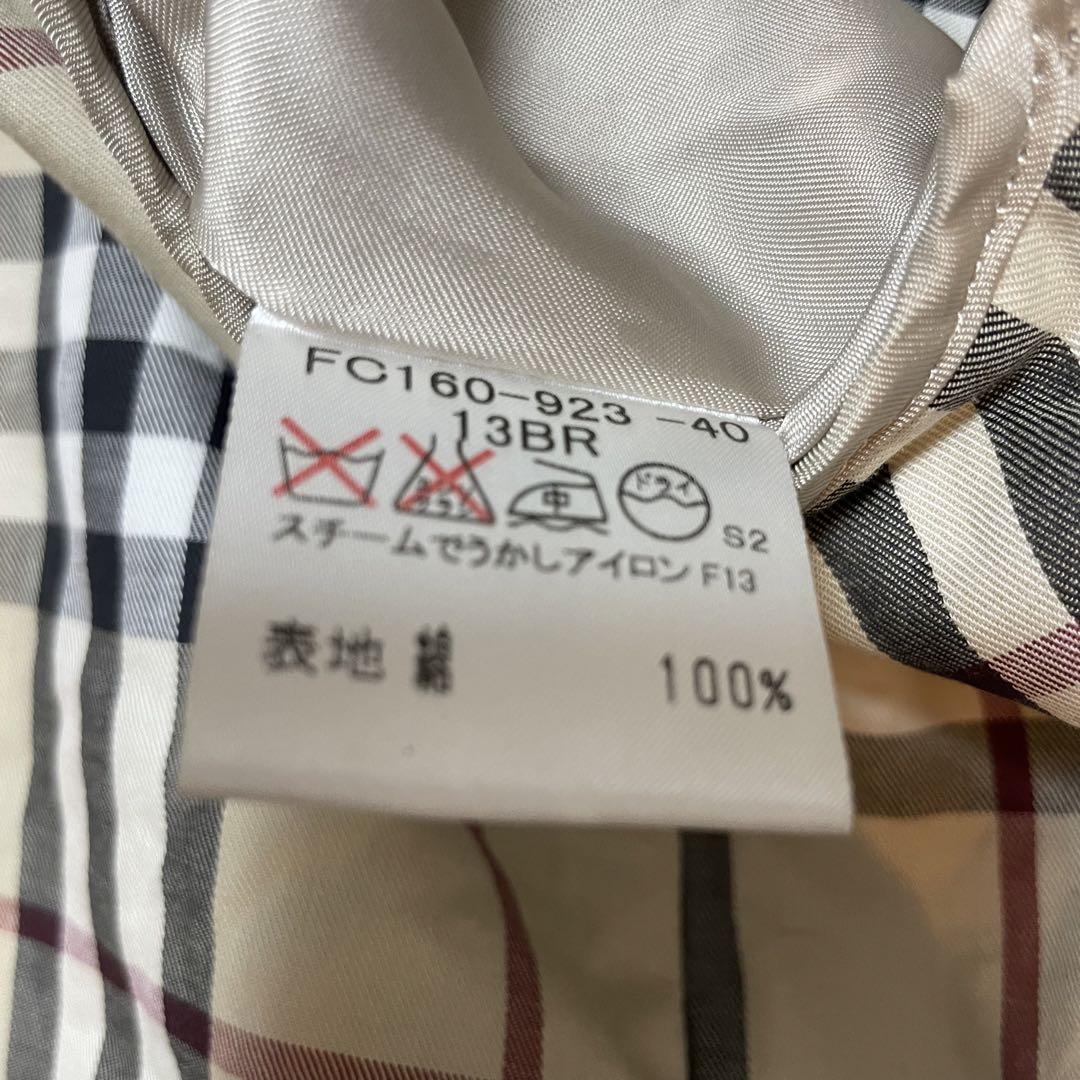 FC160-923 -40
13BR
中 ドライ S2
スチームでうかしアイロン F13
表地 100%